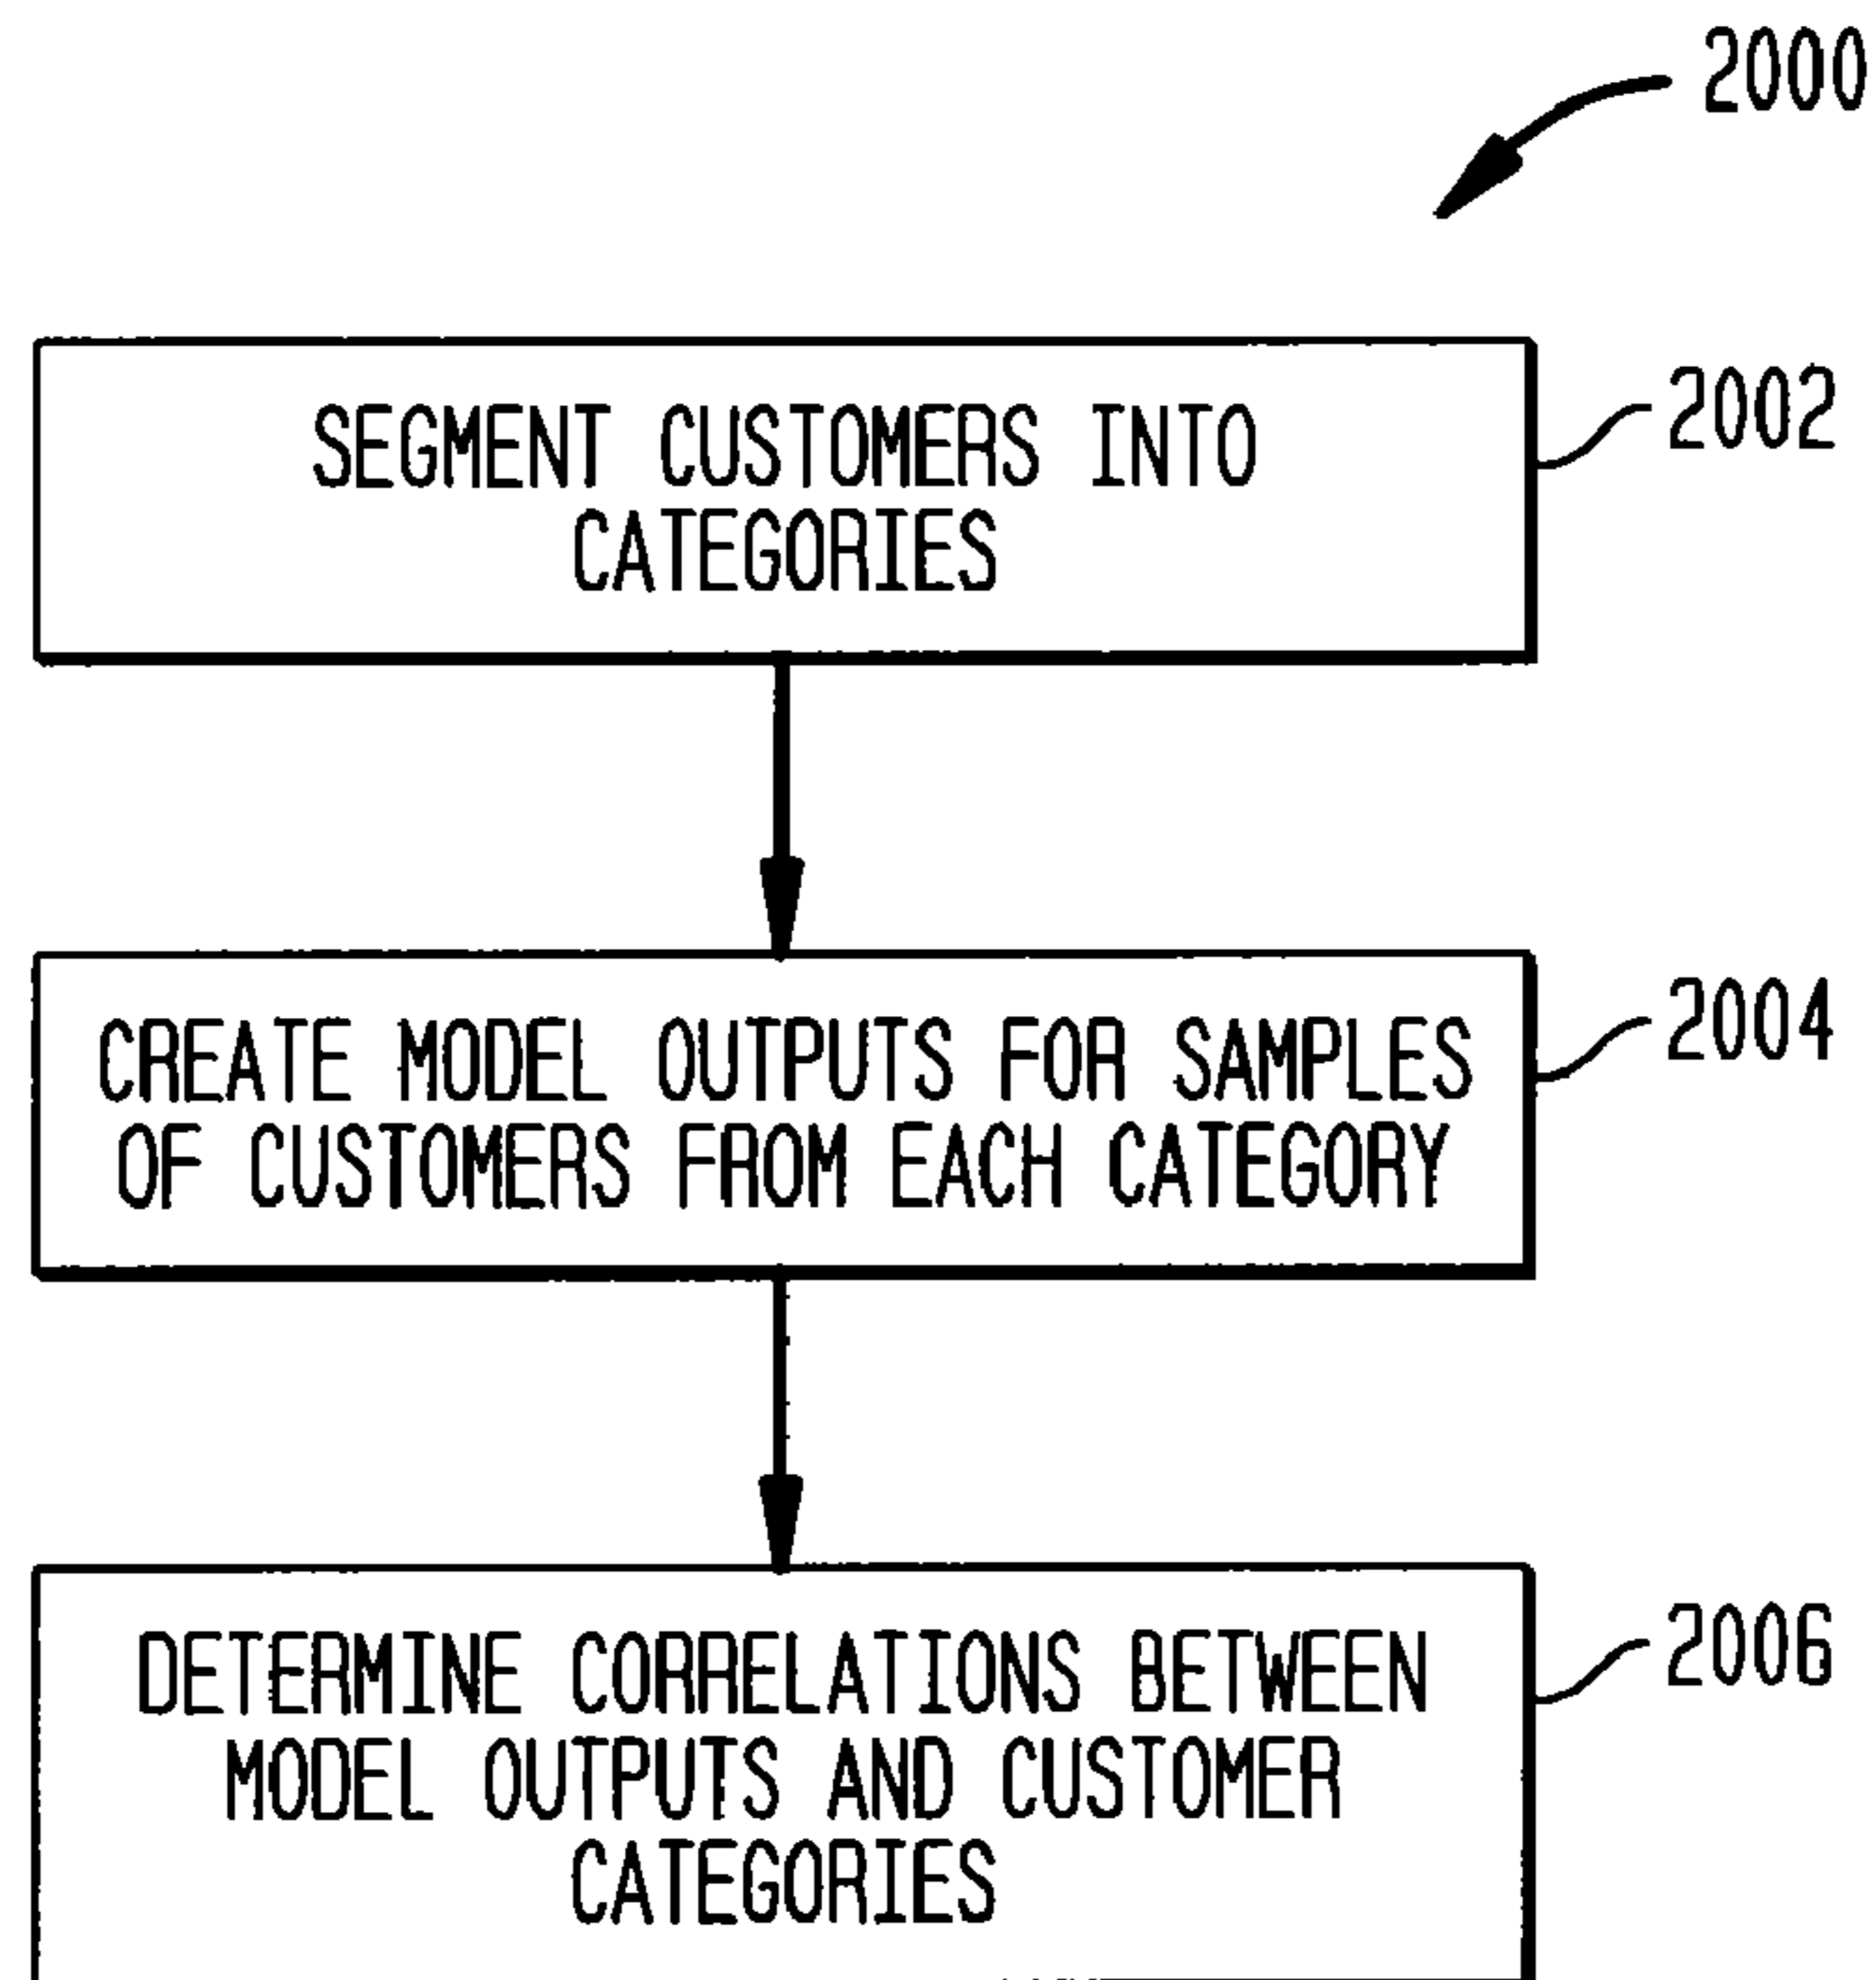 2000
SEGMENT CUSTOMERS INTO
CATEGORIES
2002
CREATE MODEL OUTPUTS FOR SAMPLES
OF CUSTOMERS FROM EACH CATEGORY
2004
DETERMINE CORRELATIONS BETWEEN
MODEL OUTPUTS AND CUSTOMER
CATEGORIES
2006